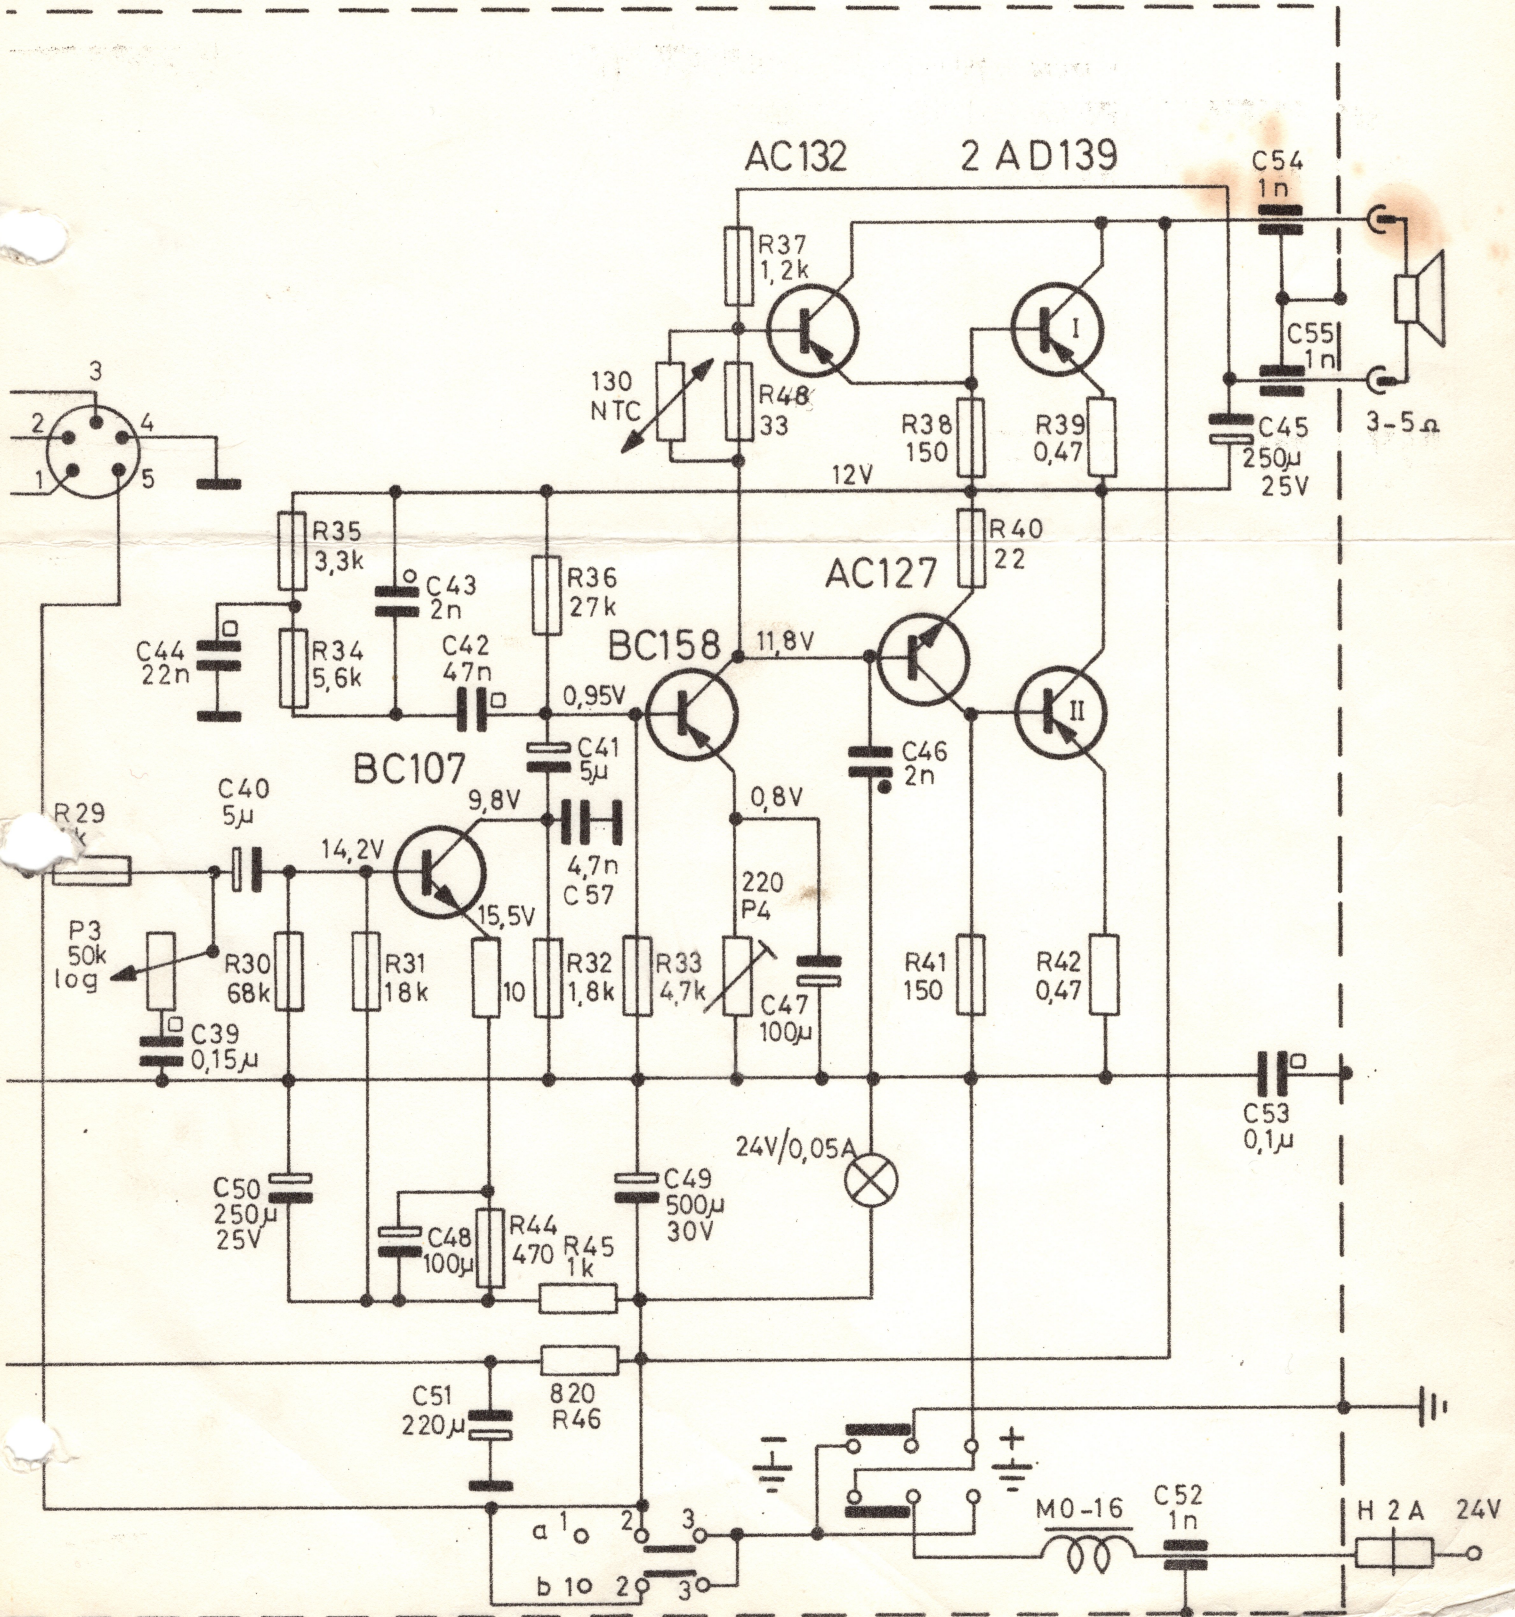 AC132
2 AD139
C54
1n
R37
1,2k
I
C55
1n
3
130
NTC
R48
33
2
4
R38
150
R39
0,47
C45
250µ
25V
3-5Ω
1
5
12V
R35
3,3k
R40
22
C43
2n
R36
27k
AC127
C44
22n
R34
5,6k
C42
47n
BC158
11,8V
0,95V
II
BC107
C41
5µ
C46
2n
C40
5µ
9,8V
0,8V
R29
14,2V
4,7n
C57
220
P4
15,5V
P3
50k
log
R30
68k
R31
18k
10
R32
1,8k
R33
4,7k
C47
100µ
R41
150
R42
0,47
C39
0,15µ
C53
0,1µ
24V/0,05A
C50
250µ
25V
C49
500µ
30V
C48
100µ
R44
470
R45
1k
C51
220µ
820
R46
− +
a 1 2 3
b 1 2 3
M0-16
C52
1n
H 2 A
24V